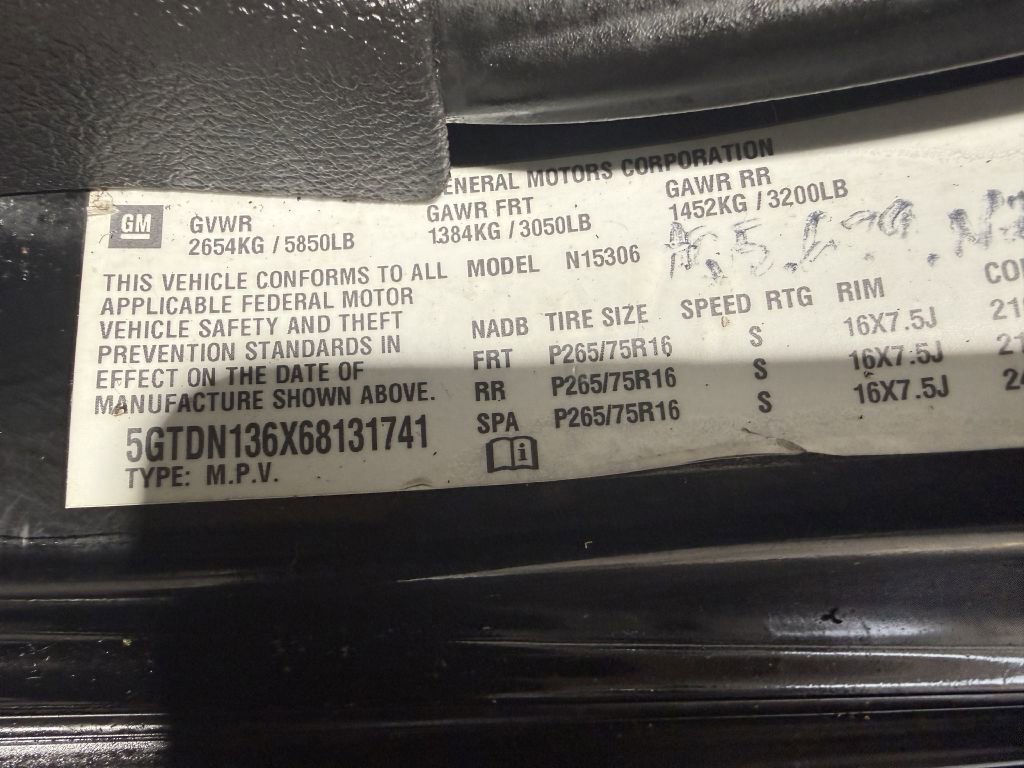 GENERAL MOTORS CORPORATION
GM
GVWR GAWR FRT GAWR RR
2654KG / 5850LB 1384KG / 3050LB 1452KG / 3200LB
THIS VEHICLE CONFORMS TO ALL
APPLICABLE FEDERAL MOTOR
VEHICLE SAFETY AND THEFT
PREVENTION STANDARDS IN
EFFECT ON THE DATE OF
MANUFACTURE SHOWN ABOVE.
5GTDN136X68131741
TYPE: M.P.V.
MODEL N15306
NADB TIRE SIZE SPEED RTG RIM
FRT P265/75R16 S 16X7.5J
RR P265/75R16 S 16X7.5J
SPA P265/75R16 S 16X7.5J